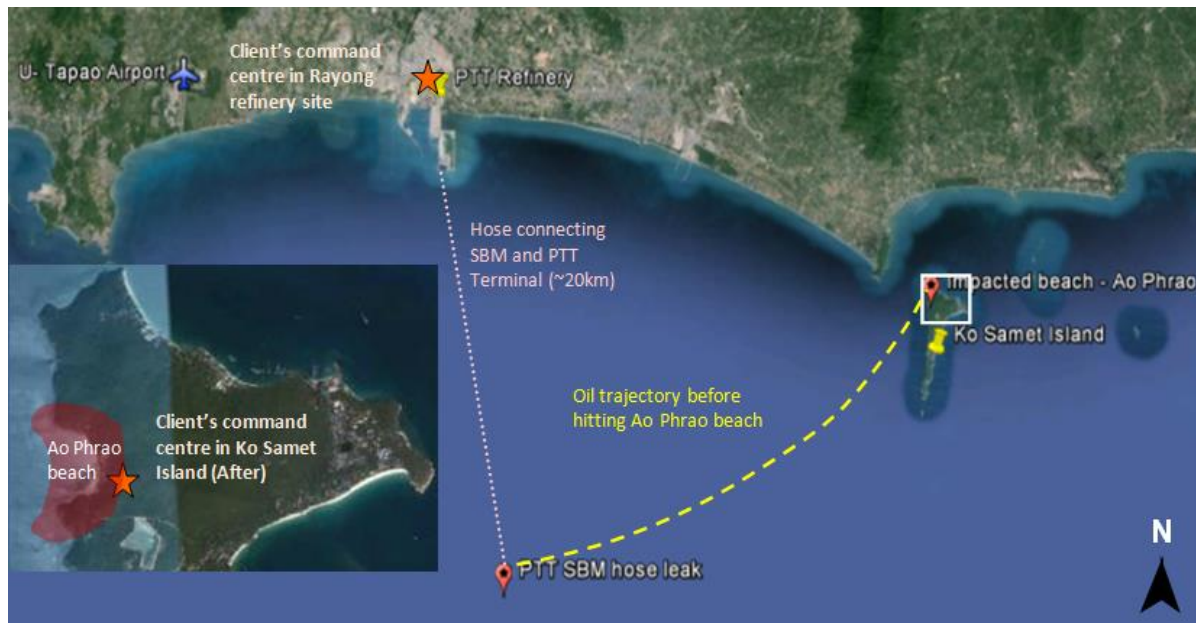 U- Tapao Airport
Client’s command
centre in Rayong
refinery site
PTT Refinery
Hose connecting
SBM and PTT
Terminal (~20km)
Impacted beach - Ao Phrao
Ko Samet Island
Oil trajectory before
hitting Ao Phrao beach
Ao Phrao
beach
Client’s command
centre in Ko Samet
Island (After)
PTT SBM hose leak
N